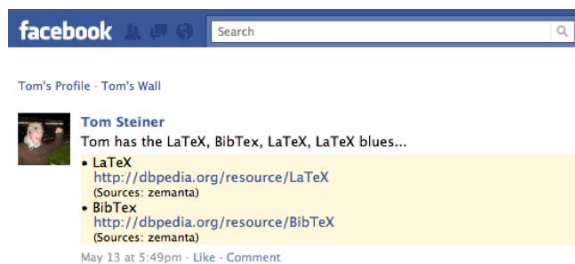 facebook Search
Tom's Profile · Tom's Wall
Tom Steiner
Tom has the LaTeX, BibTex, LaTeX, LaTeX blues...
• LaTeX
http://dbpedia.org/resource/LaTeX
(Sources: zemanta)
• BibTex
http://dbpedia.org/resource/BibTeX
(Sources: zemanta)
May 13 at 5:49pm · Like · Comment